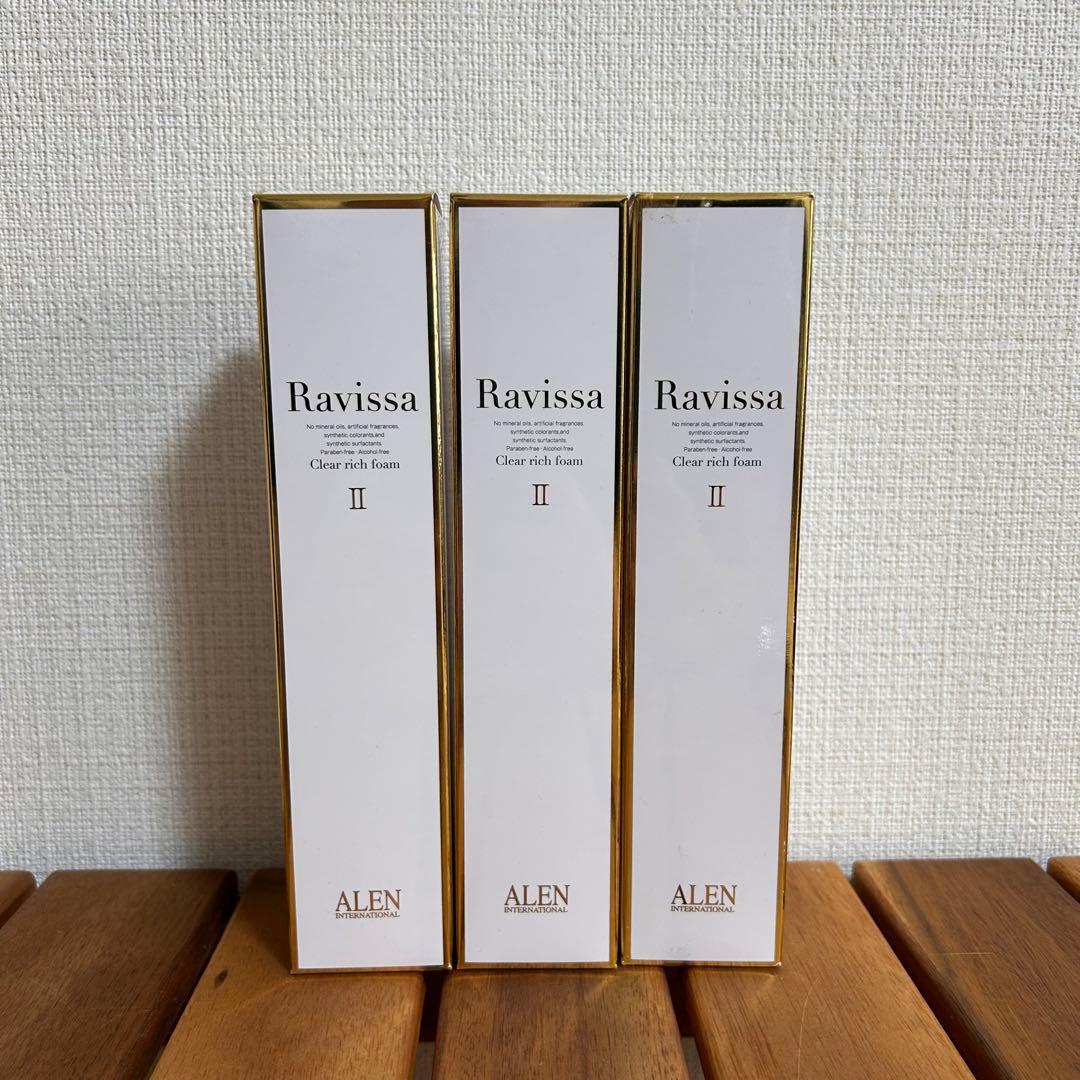 Ravissa
No mineral oils, artificial fragrances,
synthetic colorants,and
synthetic surfactants.
Paraben-free・Alcohol-free
Clear rich foam
II
ALEN
INTERNATIONAL
Ravissa
No mineral oils, artificial fragrances,
synthetic colorants,and
synthetic surfactants.
Paraben-free・Alcohol-free
Clear rich foam
II
ALEN
INTERNATIONAL
Ravissa
No mineral oils, artificial fragrances,
synthetic colorants,and
synthetic surfactants.
Paraben-free・Alcohol-free
Clear rich foam
II
ALEN
INTERNATIONAL